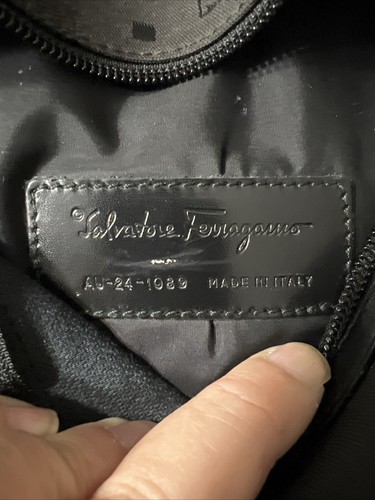 Salvatore Ferragamo
AU-24-1089 MADE IN ITALY